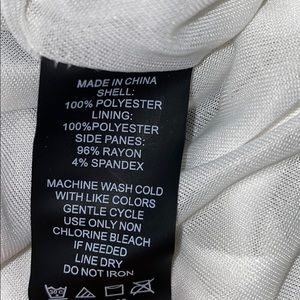 MADE IN CHINA
SHELL:
100% POLYESTER
LINING:
100%POLYESTER
SIDE PANES:
96% RAYON
4% SPANDEX
MACHINE WASH COLD
WITH LIKE COLORS
GENTLE CYCLE
USE ONLY NON
CHLORINE BLEACH
IF NEEDED
LINE DRY
DO NOT IRON